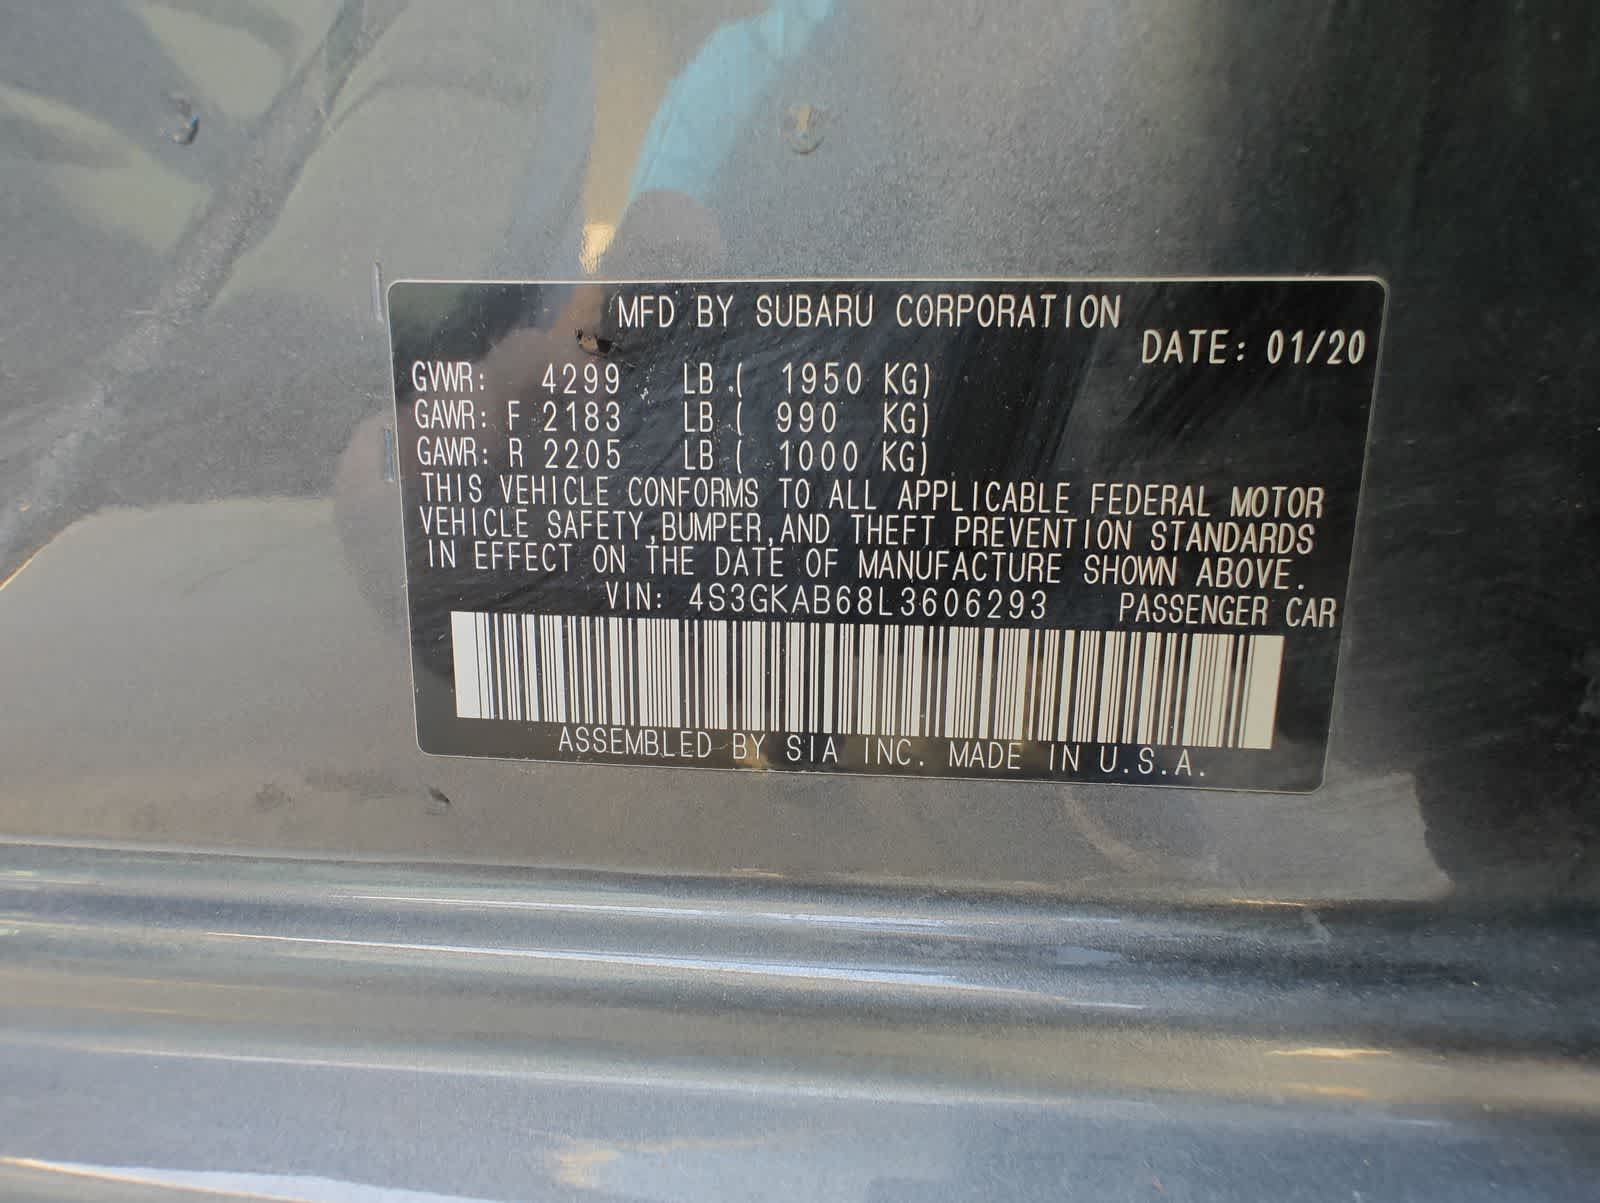 MFD BY SUBARU CORPORATION
DATE: 01/20
GVWR: 4299 LB ( 1950 KG)
GAWR: F 2183 LB ( 990 KG)
GAWR: R 2205 LB ( 1000 KG)
THIS VEHICLE CONFORMS TO ALL APPLICABLE FEDERAL MOTOR
VEHICLE SAFETY, BUMPER, AND THEFT PREVENTION STANDARDS
IN EFFECT ON THE DATE OF MANUFACTURE SHOWN ABOVE.
VIN: 4S3GKAB68L3606293 PASSENGER CAR
ASSEMBLED BY SIA INC. MADE IN U.S.A.